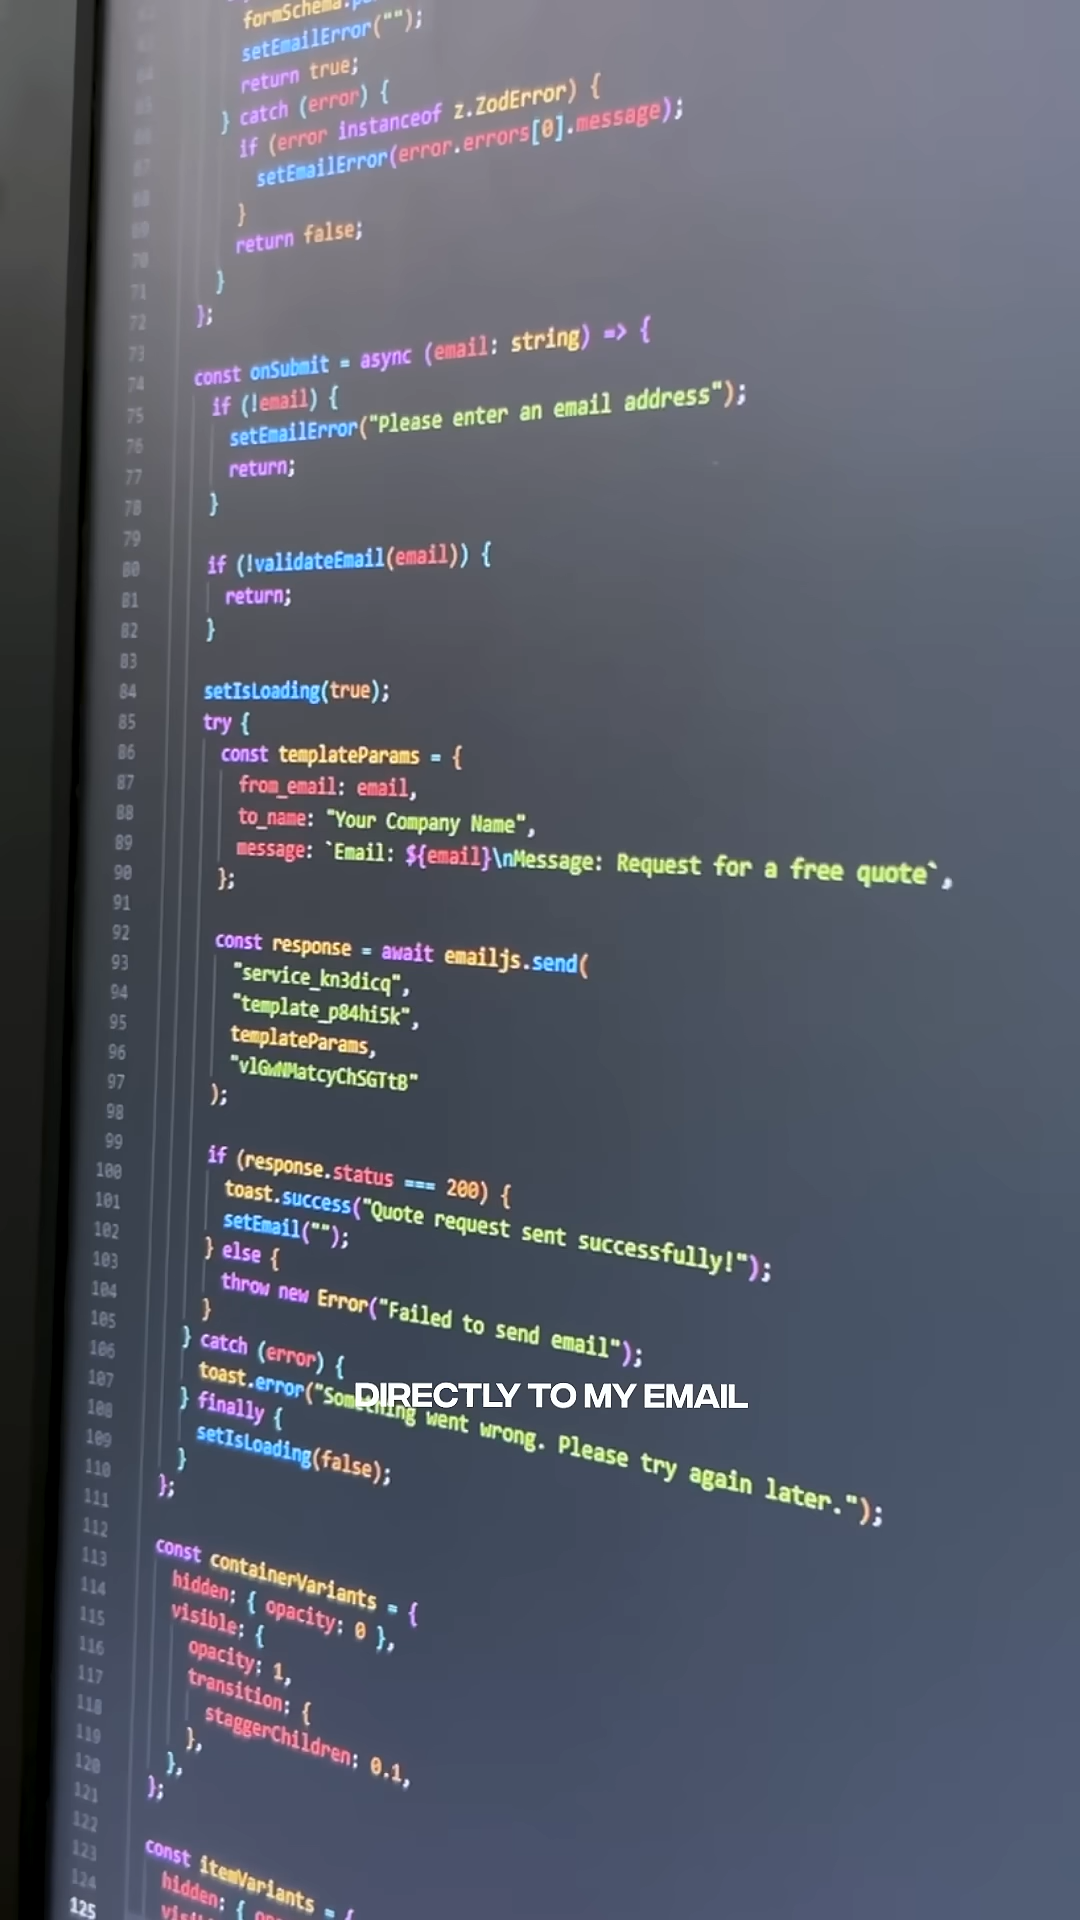 formSchema.
setEmailError("");
return true;
} catch (error) {
if (error instanceof z.ZodError) {
setEmailError(error.errors[0].message);
}
return false;
}
};
const onSubmit = async (email: string) => {
if (!email) {
setEmailError("Please enter an email address");
return;
}
if (!validateEmail(email)) {
return;
}
setIsLoading(true);
try {
const templateParams = {
from_email: email,
to_name: "Your Company Name",
message: `Email: ${email}\nMessage: Request for a free quote`,
};
const response = await emailjs.send(
"service_kn3dicq",
"template_p84hi5k",
templateParams,
"vlGwNMatcyChSGTtB"
);
if (response.status === 200) {
toast.success("Quote request sent successfully!");
setEmail("");
} else {
throw new Error("Failed to send email");
}
} catch (error) {
toast.error("Something went wrong. Please try again later.");
DIRECTLY TO MY EMAIL
} finally {
setIsLoading(false);
}
};
const containerVariants = {
hidden: { opacity: 0 },
visible: {
opacity: 1,
transition: {
staggerChildren: 0.1,
},
},
};
const itemVariants = {
hidden: {